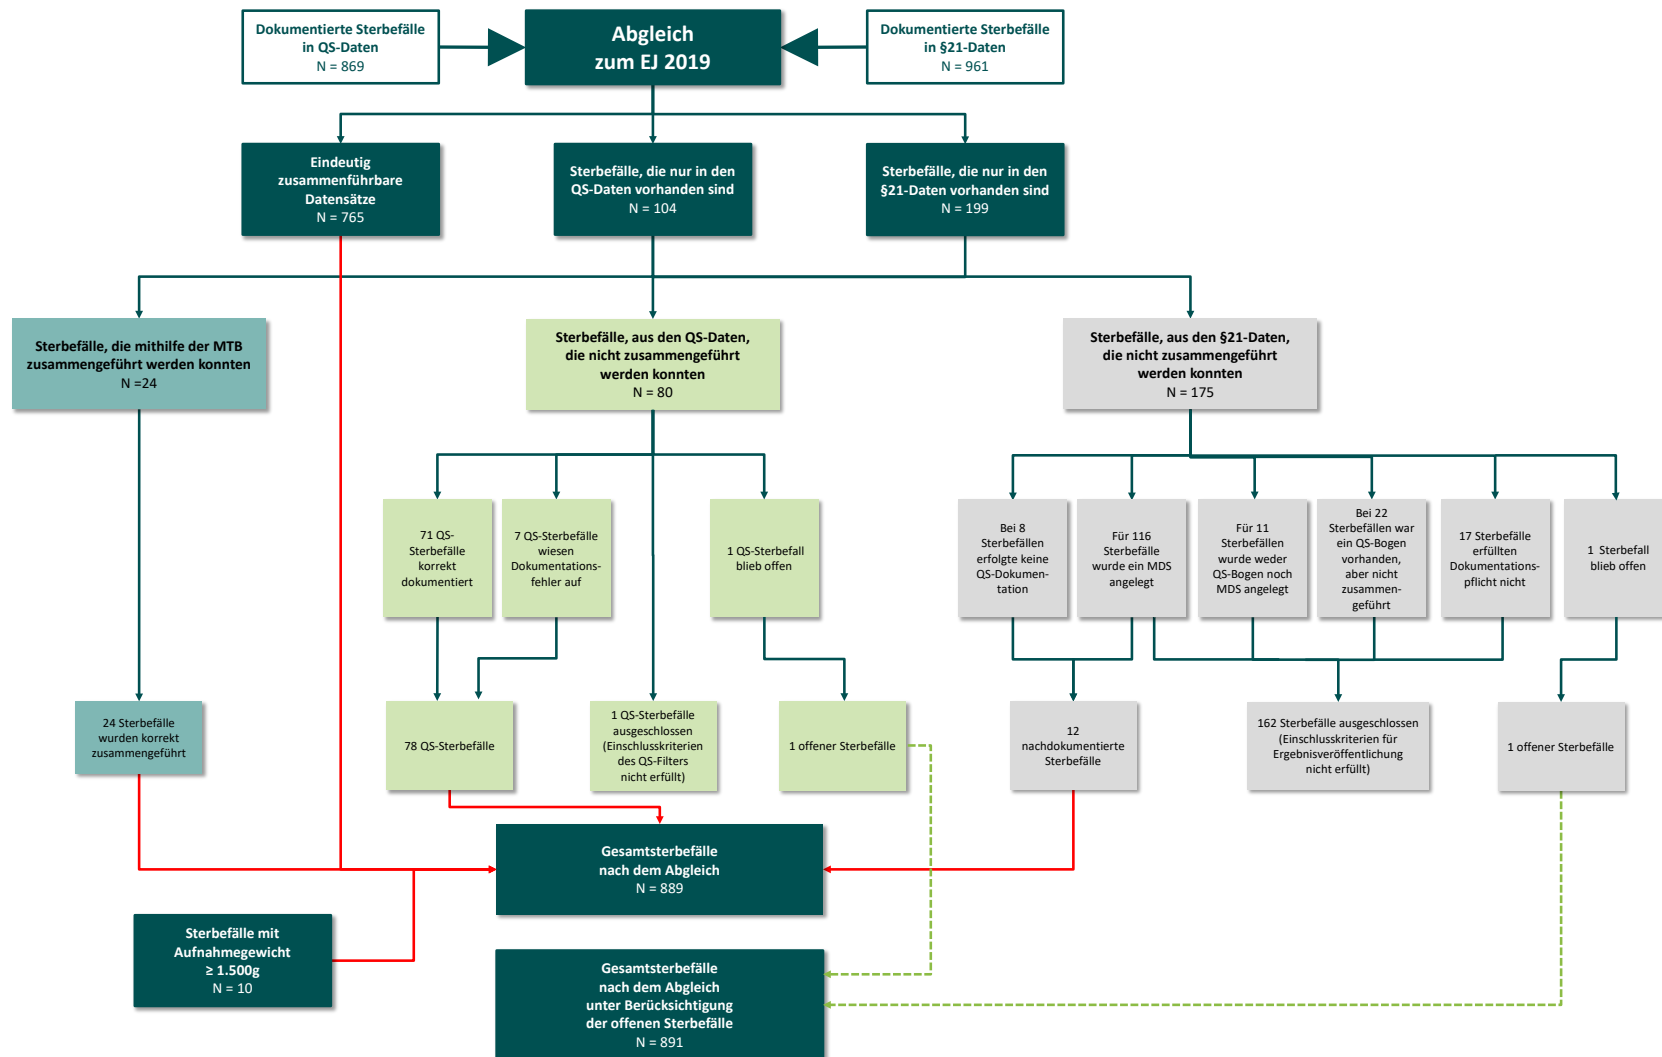 Dokumentierte Sterbefälle
in QS-Daten
N = 869
Abgleich
zum EJ 2019
Dokumentierte Sterbefälle
in §21-Daten
N = 961
Eindeutig
zusammenführbare
Datensätze
N = 765
Sterbefälle, die nur in den
QS-Daten vorhanden sind
N = 104
Sterbefälle, die nur in den
§21-Daten vorhanden sind
N = 199
Sterbefälle, die mithilfe der MTB
zusammengeführt werden konnten
N =24
Sterbefälle, aus den QS-Daten,
die nicht zusammengeführt
werden konnten
N = 80
Sterbefälle, aus den §21-Daten,
die nicht zusammengeführt
werden konnten
N = 175
71 QS-
Sterbefälle
korrekt
dokumentiert
7 QS-Sterbefälle
wiesen
Dokumentations-
fehler auf
1 QS-Sterbefall
blieb offen
Bei 8
Sterbefällen
erfolgte keine
QS-Dokumen-
tation
Für 116
Sterbefälle
wurde ein MDS
angelegt
Für 11
Sterbefällen
wurde weder
QS-Bogen noch
MDS angelegt
Bei 22
Sterbefällen war
ein QS-Bogen
vorhanden,
aber nicht
zusammen-
geführt
17 Sterbefälle
erfüllten
Dokumentations-
pflicht nicht
1 Sterbefall
blieb offen
24 Sterbefälle
wurden korrekt
zusammengeführt
78 QS-Sterbefälle
1 QS-Sterbefälle
ausgeschlossen
(Einschlusskriterien
des QS-Filters
nicht erfüllt)
1 offener Sterbefälle
12
nachdokumentierte
Sterbefälle
162 Sterbefälle ausgeschlossen
(Einschlusskriterien für
Ergebnisveröffentlichung
nicht erfüllt)
1 offener Sterbefälle
Gesamtsterbefälle
nach dem Abgleich
N = 889
Sterbefälle mit
Aufnahmegewicht
≥ 1.500g
N = 10
Gesamtsterbefälle
nach dem Abgleich
unter Berücksichtigung
der offenen Sterbefälle
N = 891